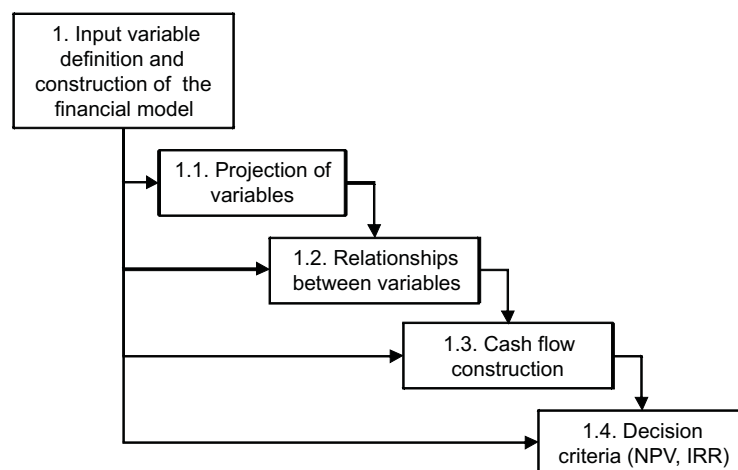 1. Input variable
definition and
construction of the
financial model
1.1. Projection of
variables
1.2. Relationships
between variables
1.3. Cash flow
construction
1.4. Decision
criteria (NPV, IRR)